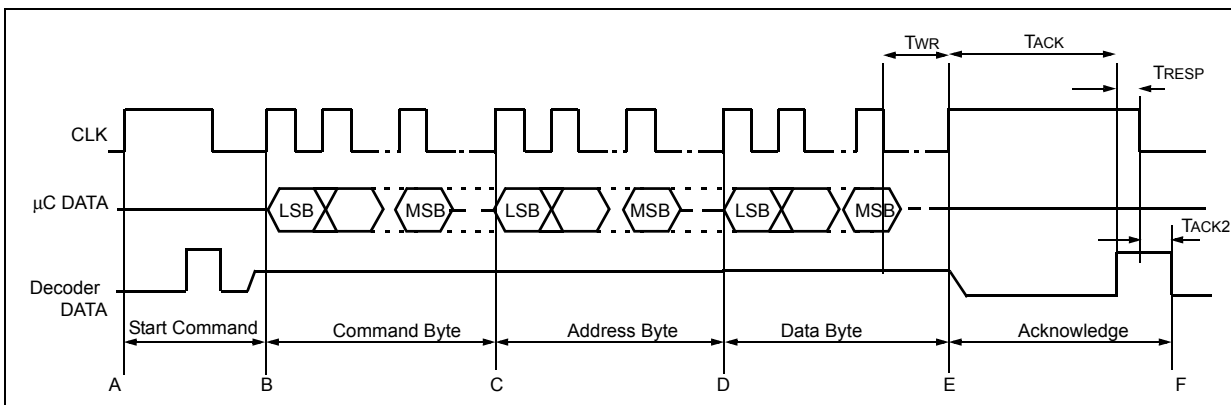 TWR
TACK
TRESP
CLK
μC DATA
LSB
MSB
LSB
MSB
LSB
MSB
TACK2
Decoder
DATA
Start Command
Command Byte
Address Byte
Data Byte
Acknowledge
A
B
C
D
E
F